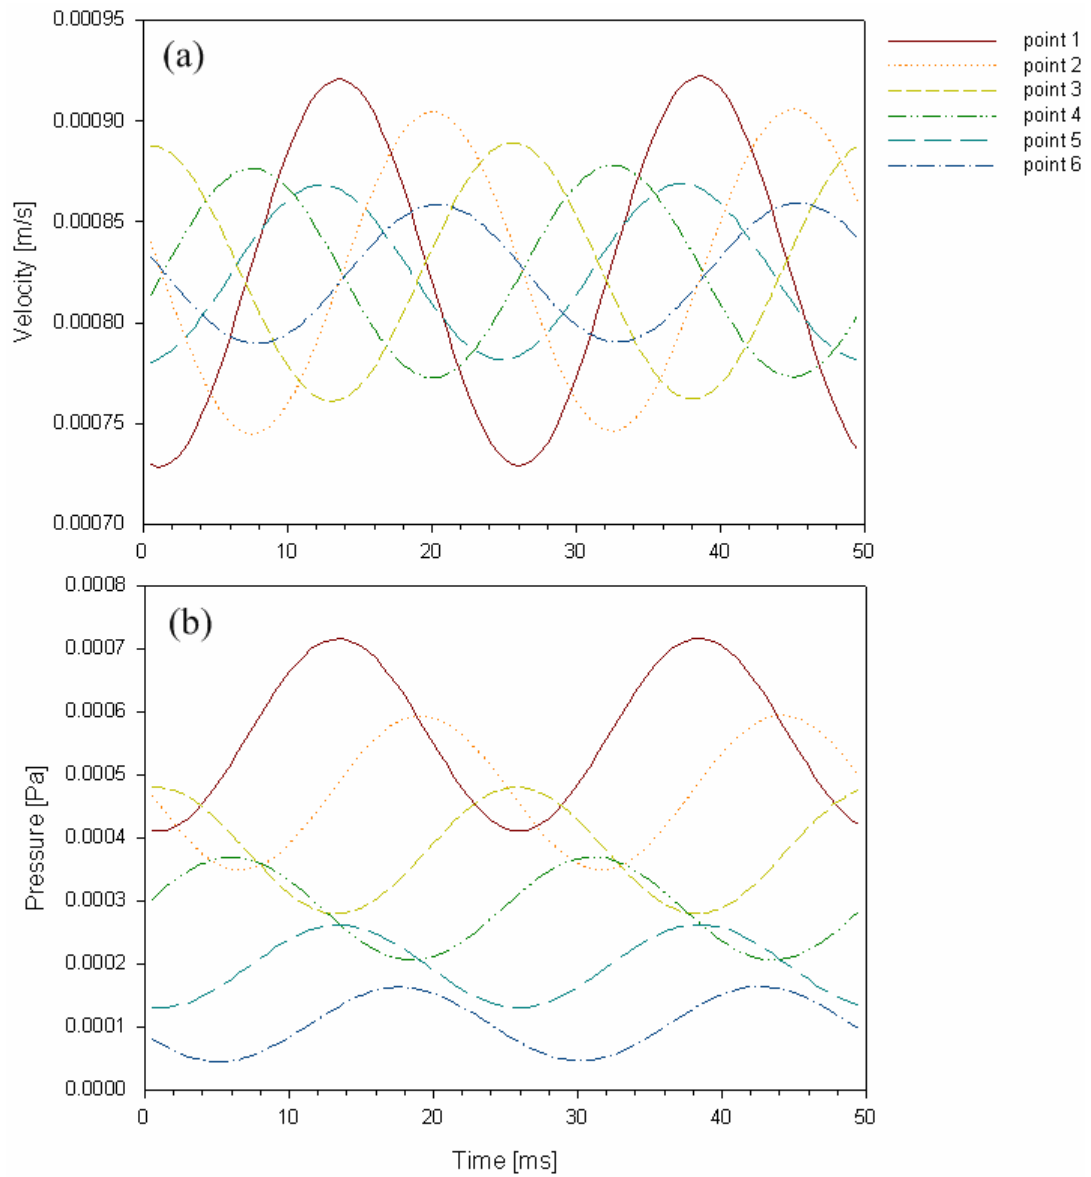 (a)
0.00095
0.00090
0.00085
0.00080
0.00075
0.00070
Velocity [m/s]
0 10 20 30 40 50
point 1
point 2
point 3
point 4
point 5
point 6
(b)
0.0008
0.0007
0.0006
0.0005
0.0004
0.0003
0.0002
0.0001
0.0000
Pressure [Pa]
0 10 20 30 40 50
Time [ms]